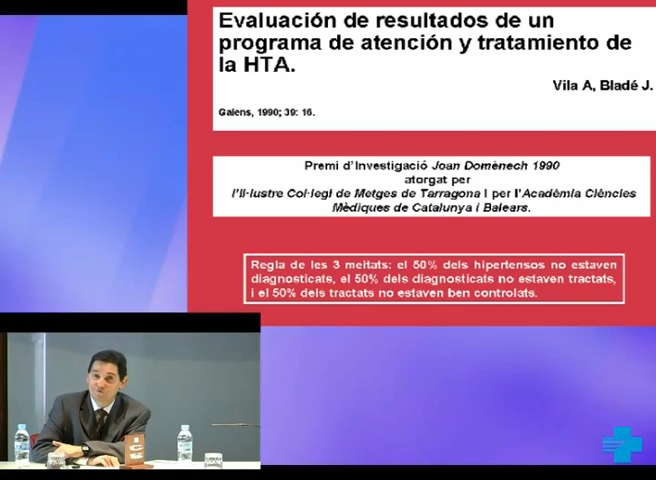 Evaluación de resultados de un
programa de atención y tratamiento de
la HTA.
Vila A, Bladé J.
Galens, 1990; 39: 16.
Premi d'Investigació Joan Domènech 1990
atorgat per
l'Il·lustre Col·legi de Metges de Tarragona i per l'Acadèmia Ciències
Mèdiques de Catalunya i Balears.
Regla de les 3 meitats: el 50% dels hipertensos no estaven
diagnosticats, el 50% dels diagnosticats no estaven tractats,
i el 50% dels tractats no estaven ben controlats.